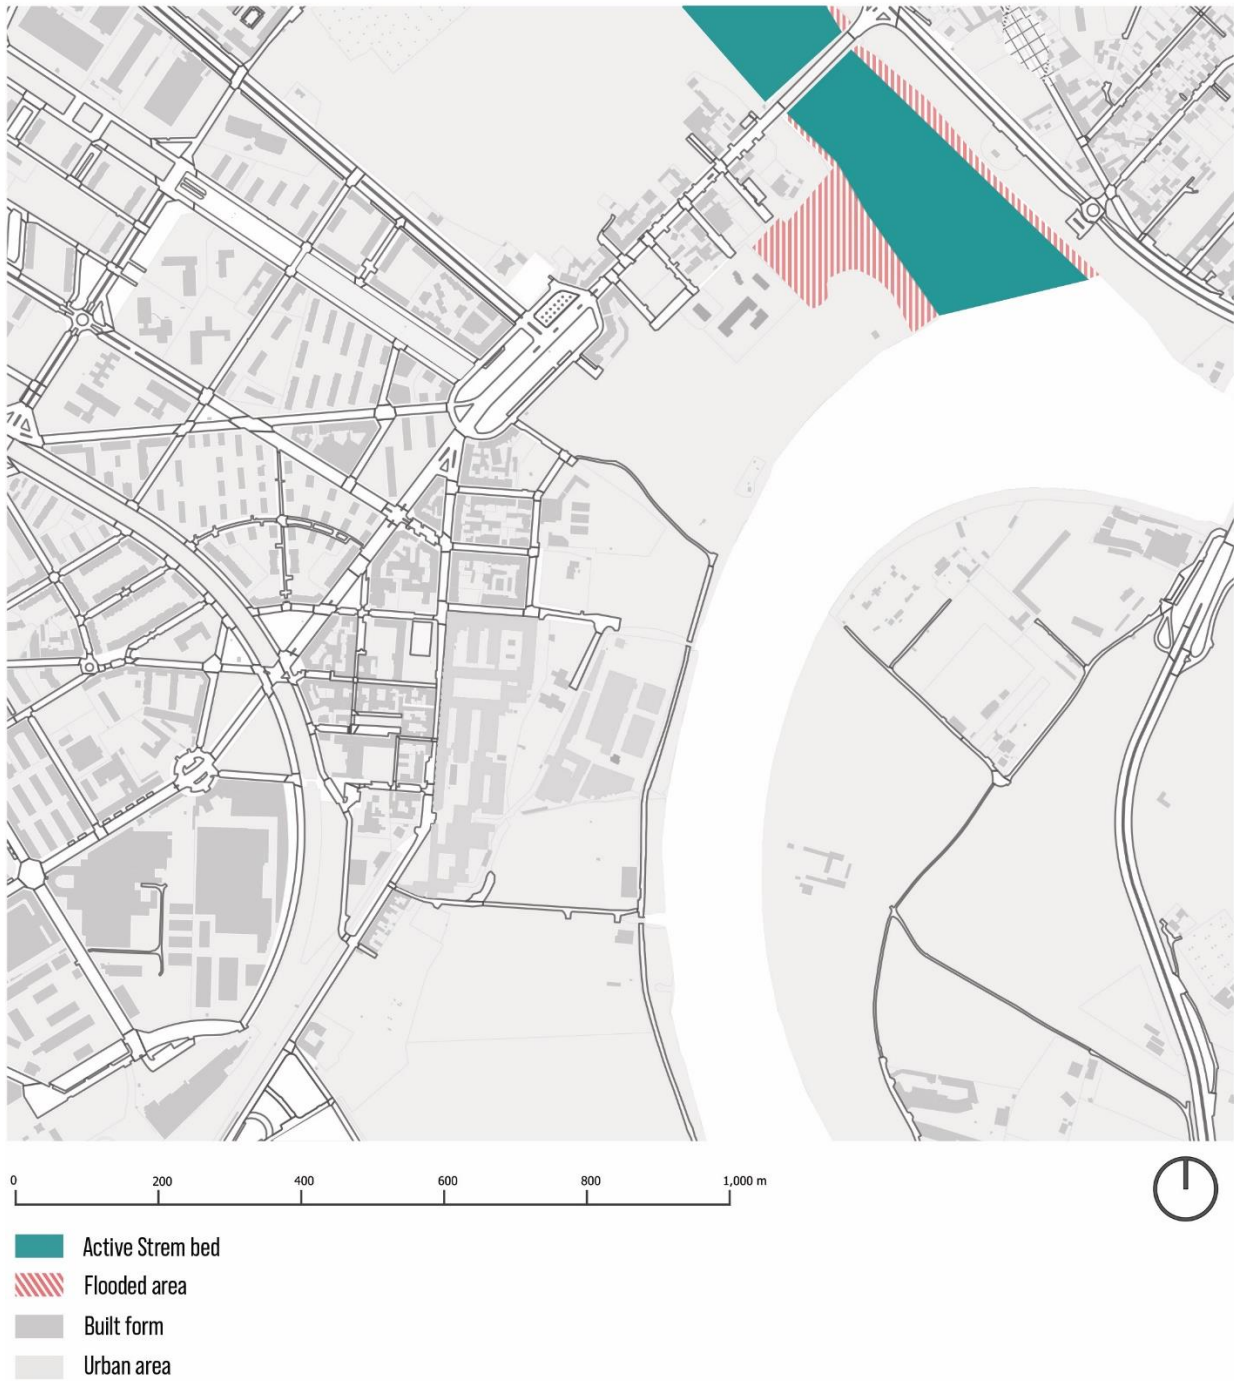 0 200 400 600 800 1,000 m
Active Strem bed
Flooded area
Built form
Urban area